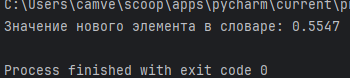 C:\Users\camve\scoop\apps\pycharm\current\p
Значение нового элемента в словаре: 0.5547
Process finished with exit code 0